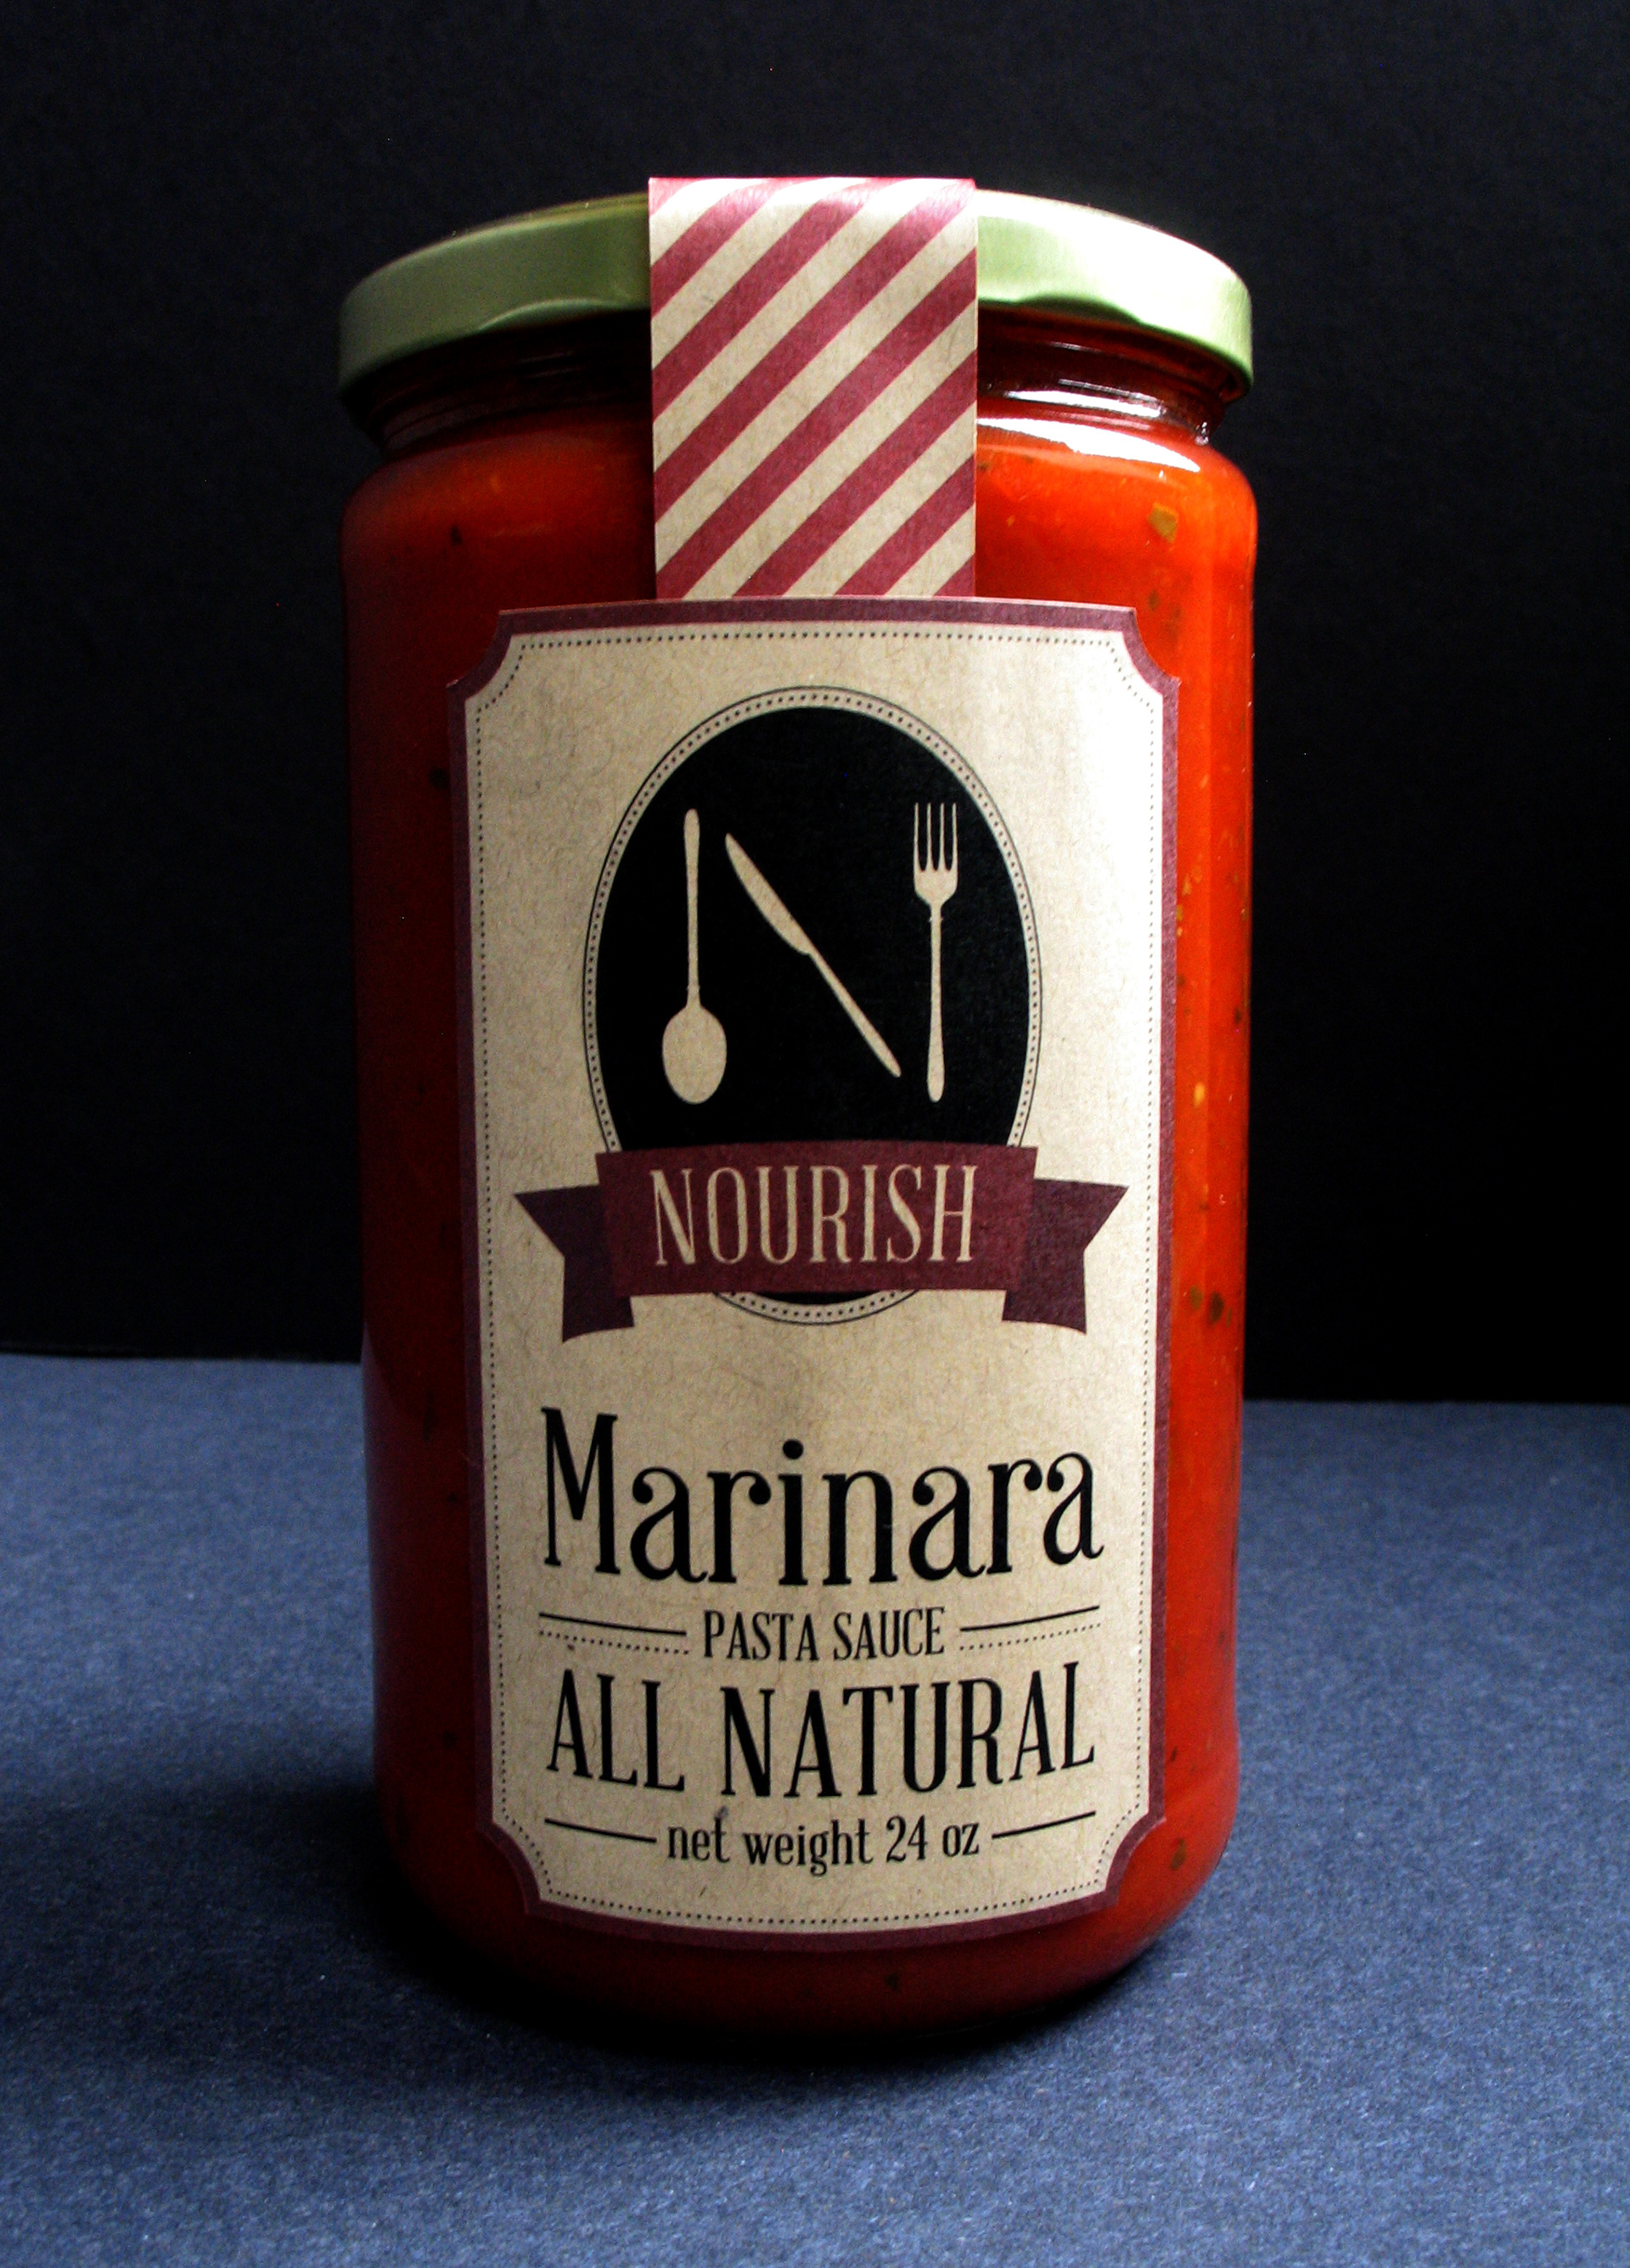 NOURISH
Marinara
PASTA SAUCE
ALL NATURAL
net weight 24 oz